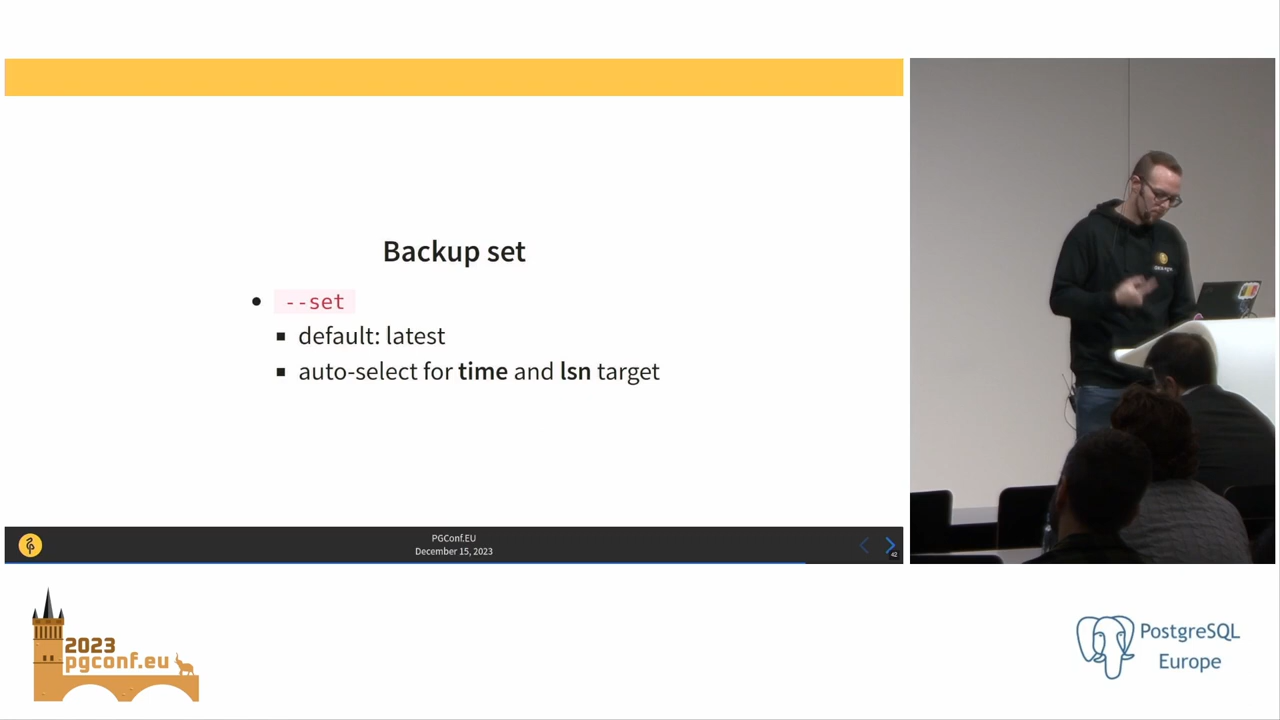 Backup set
--set
default: latest
auto-select for time and lsn target
PGConf.EU
December 15, 2023
42
2023
pgconf.eu
PostgreSQL
Europe